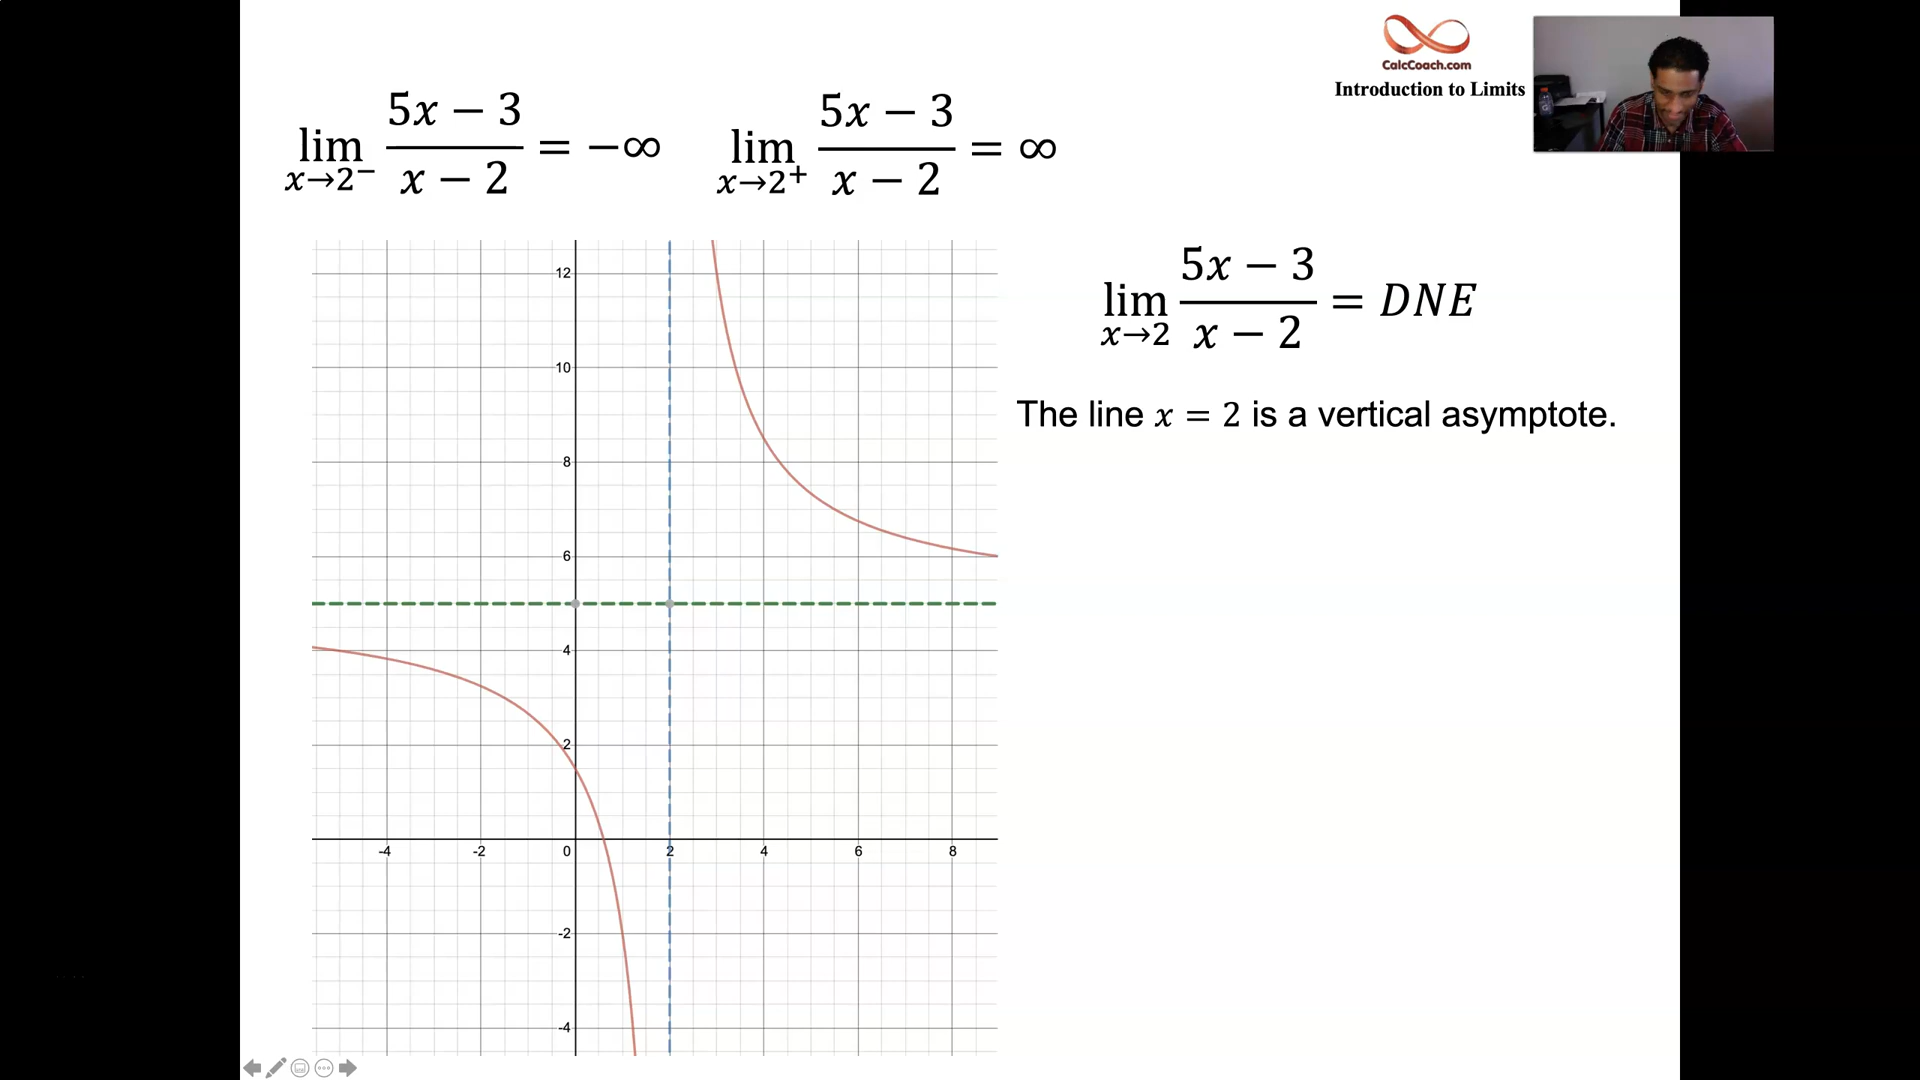 CalcCoach.com
Introduction to Limits
lim x→2⁻ (5x − 3)/(x − 2) = −∞
lim x→2⁺ (5x − 3)/(x − 2) = ∞
lim x→2 (5x − 3)/(x − 2) = DNE
The line x = 2 is a vertical asymptote.
12
10
8
6
4
2
-4 -2 0 2 4 6 8
-2
-4